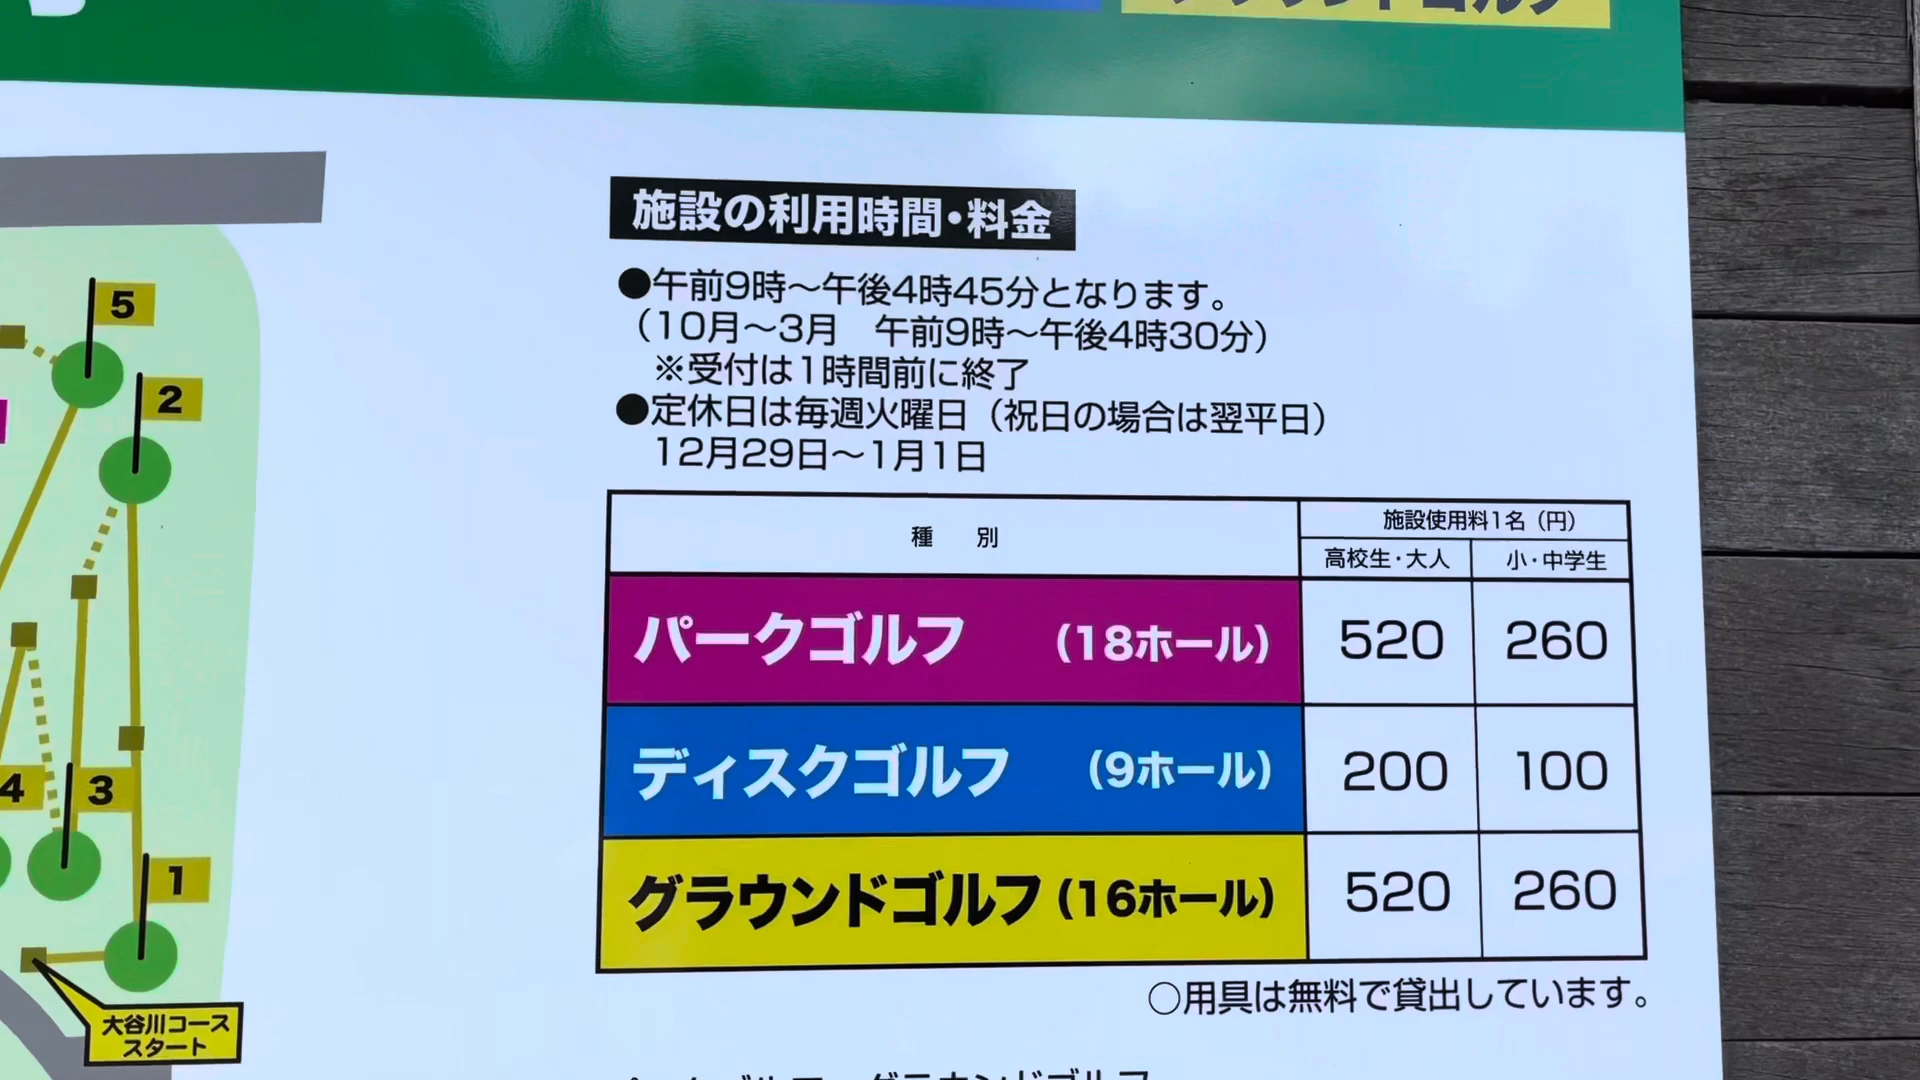 施設の利用時間・料金
●午前9時～午後4時45分となります。
（10月～3月　午前9時～午後4時30分）
※受付は1時間前に終了
●定休日は毎週火曜日（祝日の場合は翌平日）
12月29日～1月1日
種　別
施設使用料1名（円）
高校生・大人
小・中学生
パークゴルフ　（18ホール）
520
260
ディスクゴルフ　（9ホール）
200
100
グラウンドゴルフ（16ホール）
520
260
○用具は無料で貸出しています。
5
2
4
3
1
大谷川コース
スタート